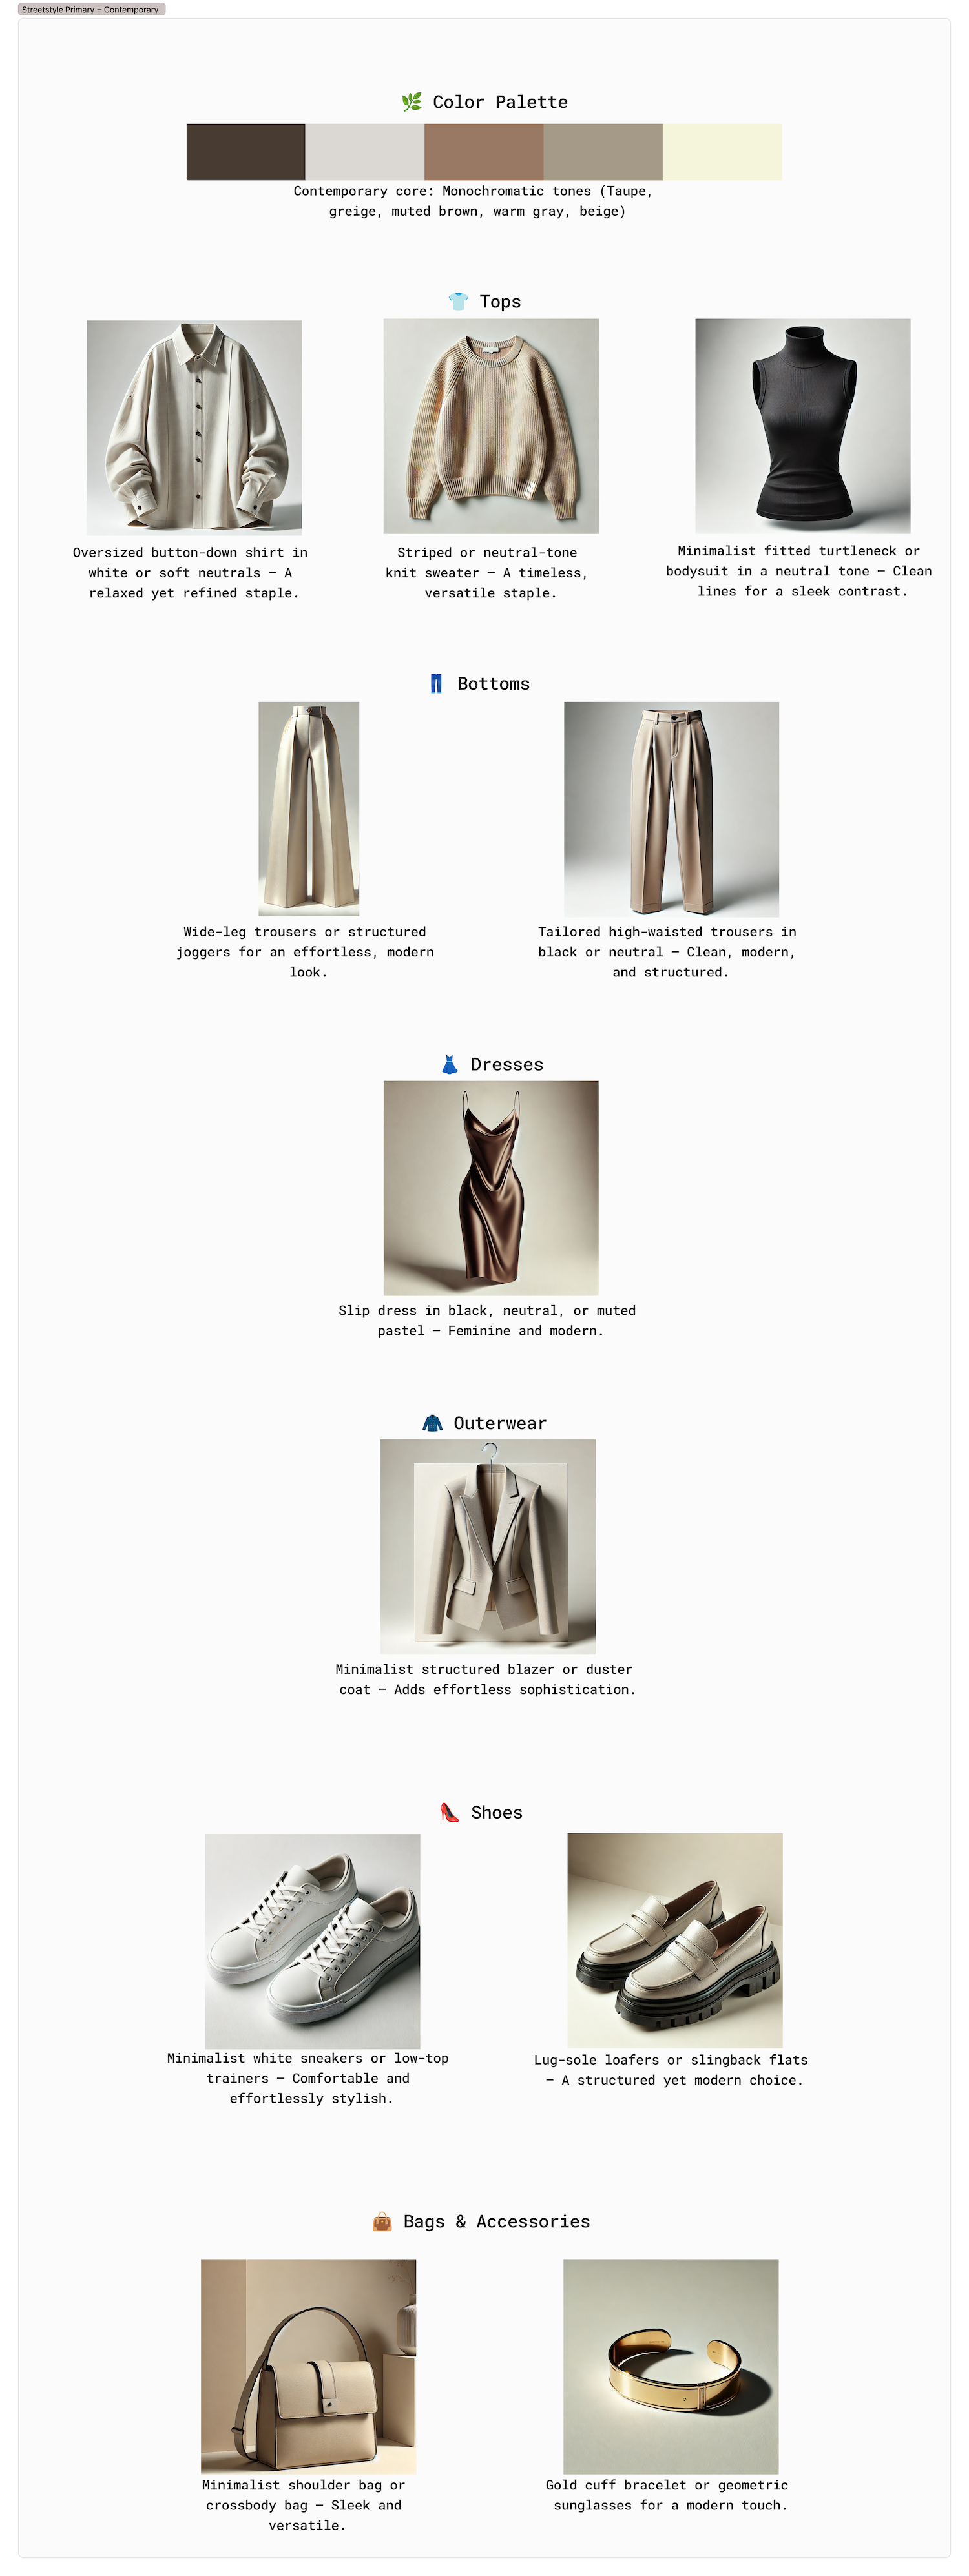 Streetstyle Primary + Contemporary
🌿 Color Palette
Contemporary core: Monochromatic tones (Taupe,
greige, muted brown, warm gray, beige)
👕 Tops
Oversized button-down shirt in
white or soft neutrals – A
relaxed yet refined staple.
Striped or neutral-tone
knit sweater – A timeless,
versatile staple.
Minimalist fitted turtleneck or
bodysuit in a neutral tone – Clean
lines for a sleek contrast.
👖 Bottoms
Wide-leg trousers or structured
joggers for an effortless, modern
look.
Tailored high-waisted trousers in
black or neutral – Clean, modern,
and structured.
👗 Dresses
Slip dress in black, neutral, or muted
pastel – Feminine and modern.
🧥 Outerwear
Minimalist structured blazer or duster
coat – Adds effortless sophistication.
👠 Shoes
Minimalist white sneakers or low-top
trainers – Comfortable and
effortlessly stylish.
Lug-sole loafers or slingback flats
– A structured yet modern choice.
👜 Bags & Accessories
Minimalist shoulder bag or
crossbody bag – Sleek and
versatile.
Gold cuff bracelet or geometric
sunglasses for a modern touch.